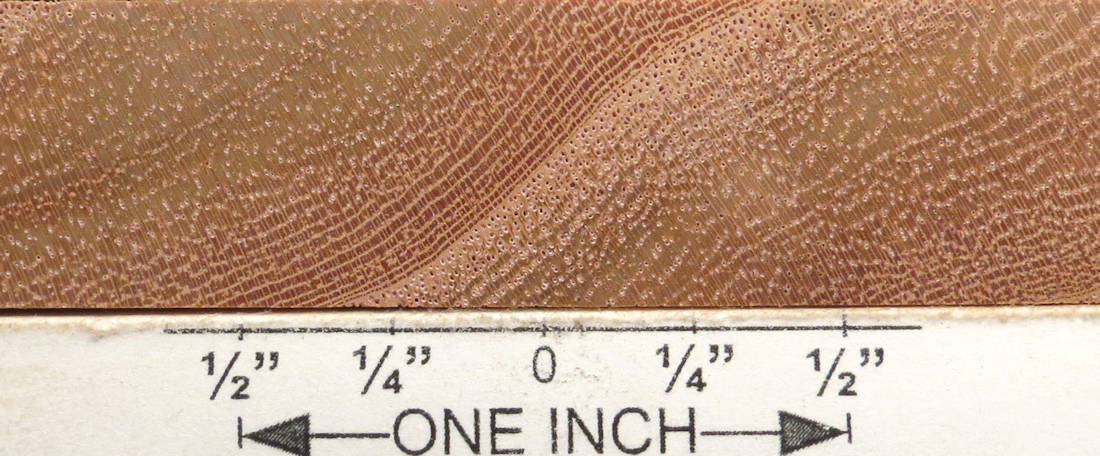 ½” ¼” 0 ¼” ½”
ONE INCH